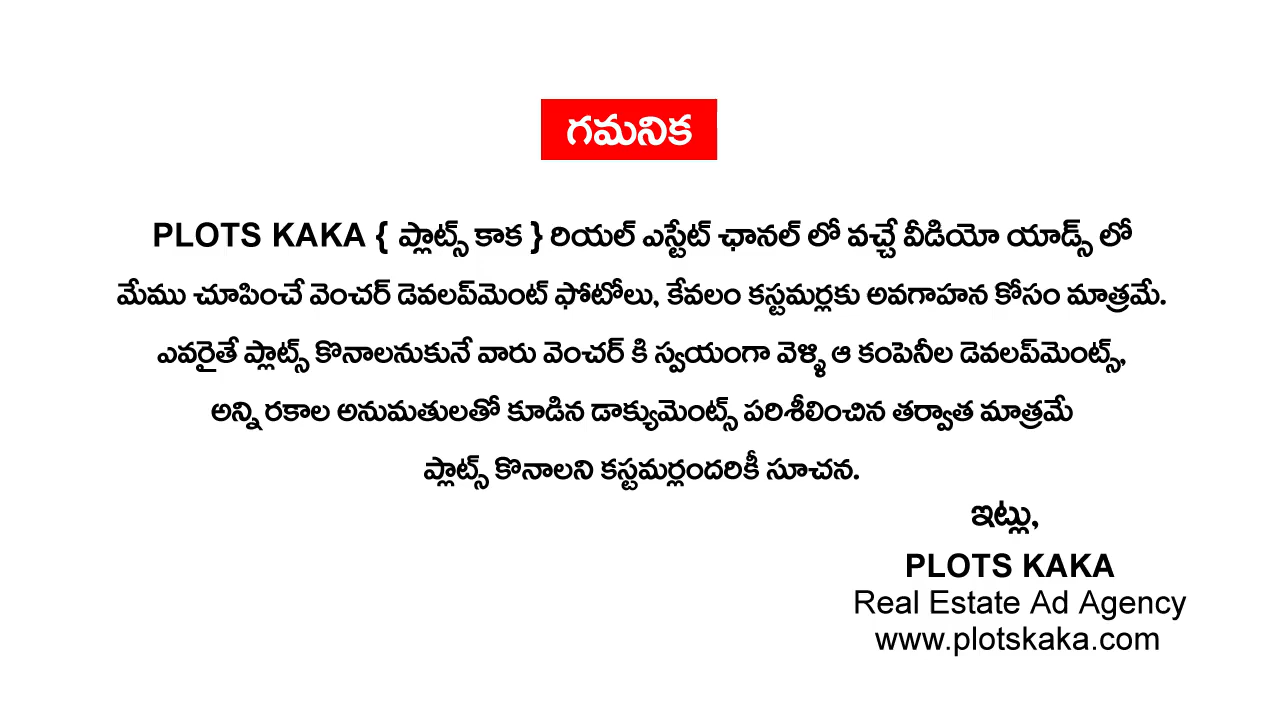 గమనిక
PLOTS KAKA { ప్లాట్స్ కాక } రియల్ ఎస్టేట్ ఛానల్ లో వచ్చే వీడియో యాడ్స్ లో
మేము చూపించే వెంచర్ డెవలప్‌మెంట్ ఫోటోలు, కేవలం కస్టమర్లకు అవగాహన కోసం మాత్రమే.
ఎవరైతే ప్లాట్స్ కొనాలనుకునే వారు వెంచర్ కి స్వయంగా వెళ్ళి ఆ కంపెనీల డెవలప్‌మెంట్స్,
అన్ని రకాల అనుమతులతో కూడిన డాక్యుమెంట్స్ పరిశీలించిన తర్వాత మాత్రమే
ప్లాట్స్ కొనాలని కస్టమర్లందరికీ సూచన.
ఇట్లు,
PLOTS KAKA
Real Estate Ad Agency
www.plotskaka.com